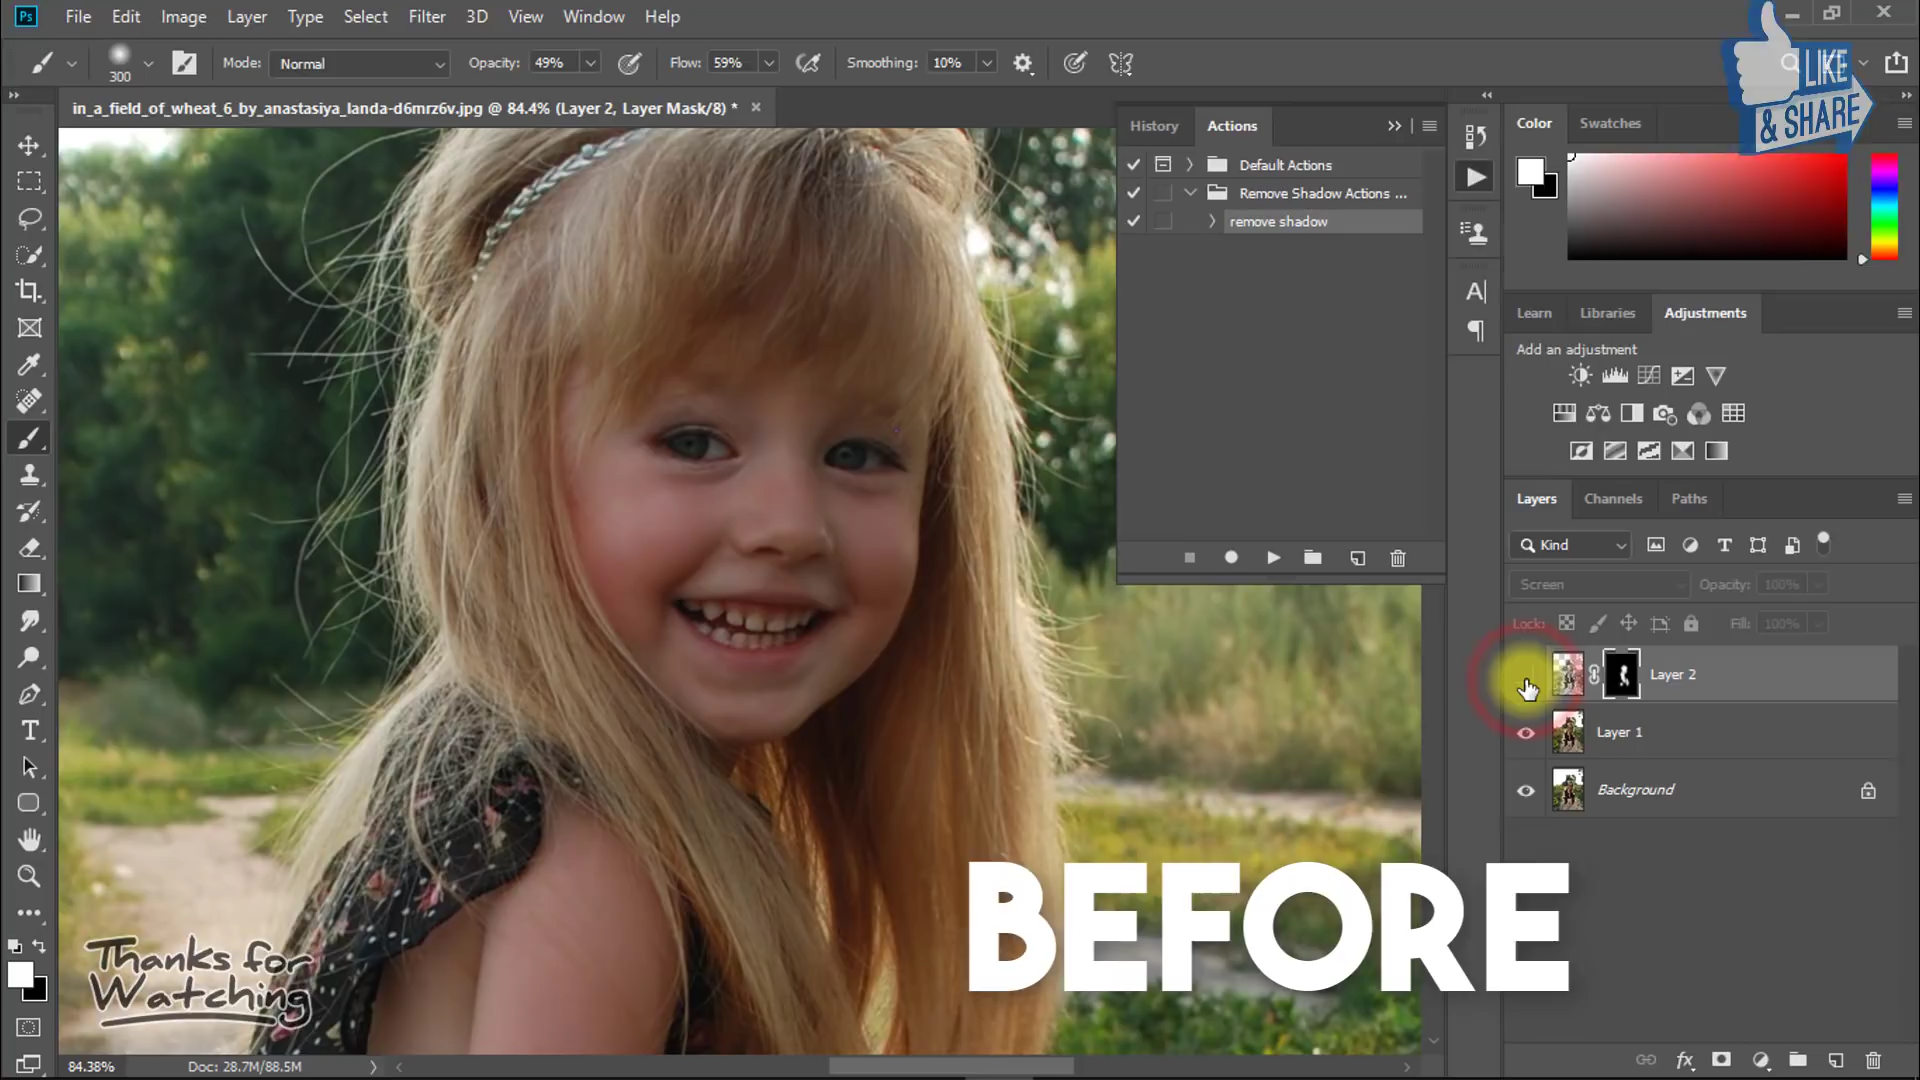 Ps File Edit Image Layer Type Select Filter 3D View Window Help
300 Mode: Normal Opacity: 49% Flow: 59% Smoothing: 10%
LIKE
& SHARE
in_a_field_of_wheat_6_by_anastasiya_landa-d6mrz6v.jpg @ 84.4% (Layer 2, Layer Mask/8) *
History Actions
Default Actions
Remove Shadow Actions ...
remove shadow
Color Swatches
Learn Libraries Adjustments
Add an adjustment
Layers Channels Paths
Kind
Screen Opacity: 100%
Lock: Fill: 100%
Layer 2
Layer 1
Background
BEFORE
Thanks for
Watching
84.38% Doc: 28.7M/88.5M